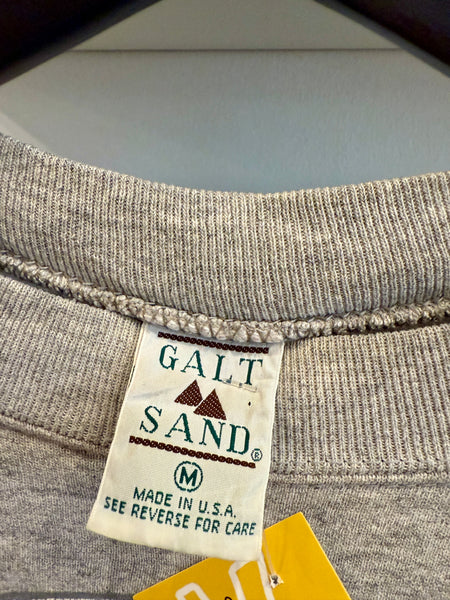 GALT
SAND®
M
MADE IN U.S.A.
SEE REVERSE FOR CARE